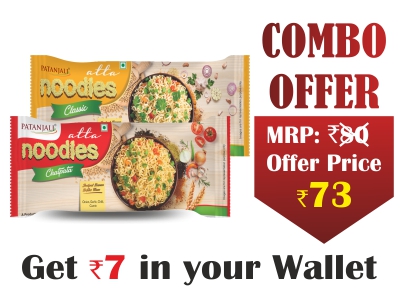 PATANJALI
atta
noodles
Classic
PATANJALI
atta
noodles
Chatpata
COMBO
OFFER
MRP: ₹80
Offer Price
₹73
Get ₹7 in your Wallet